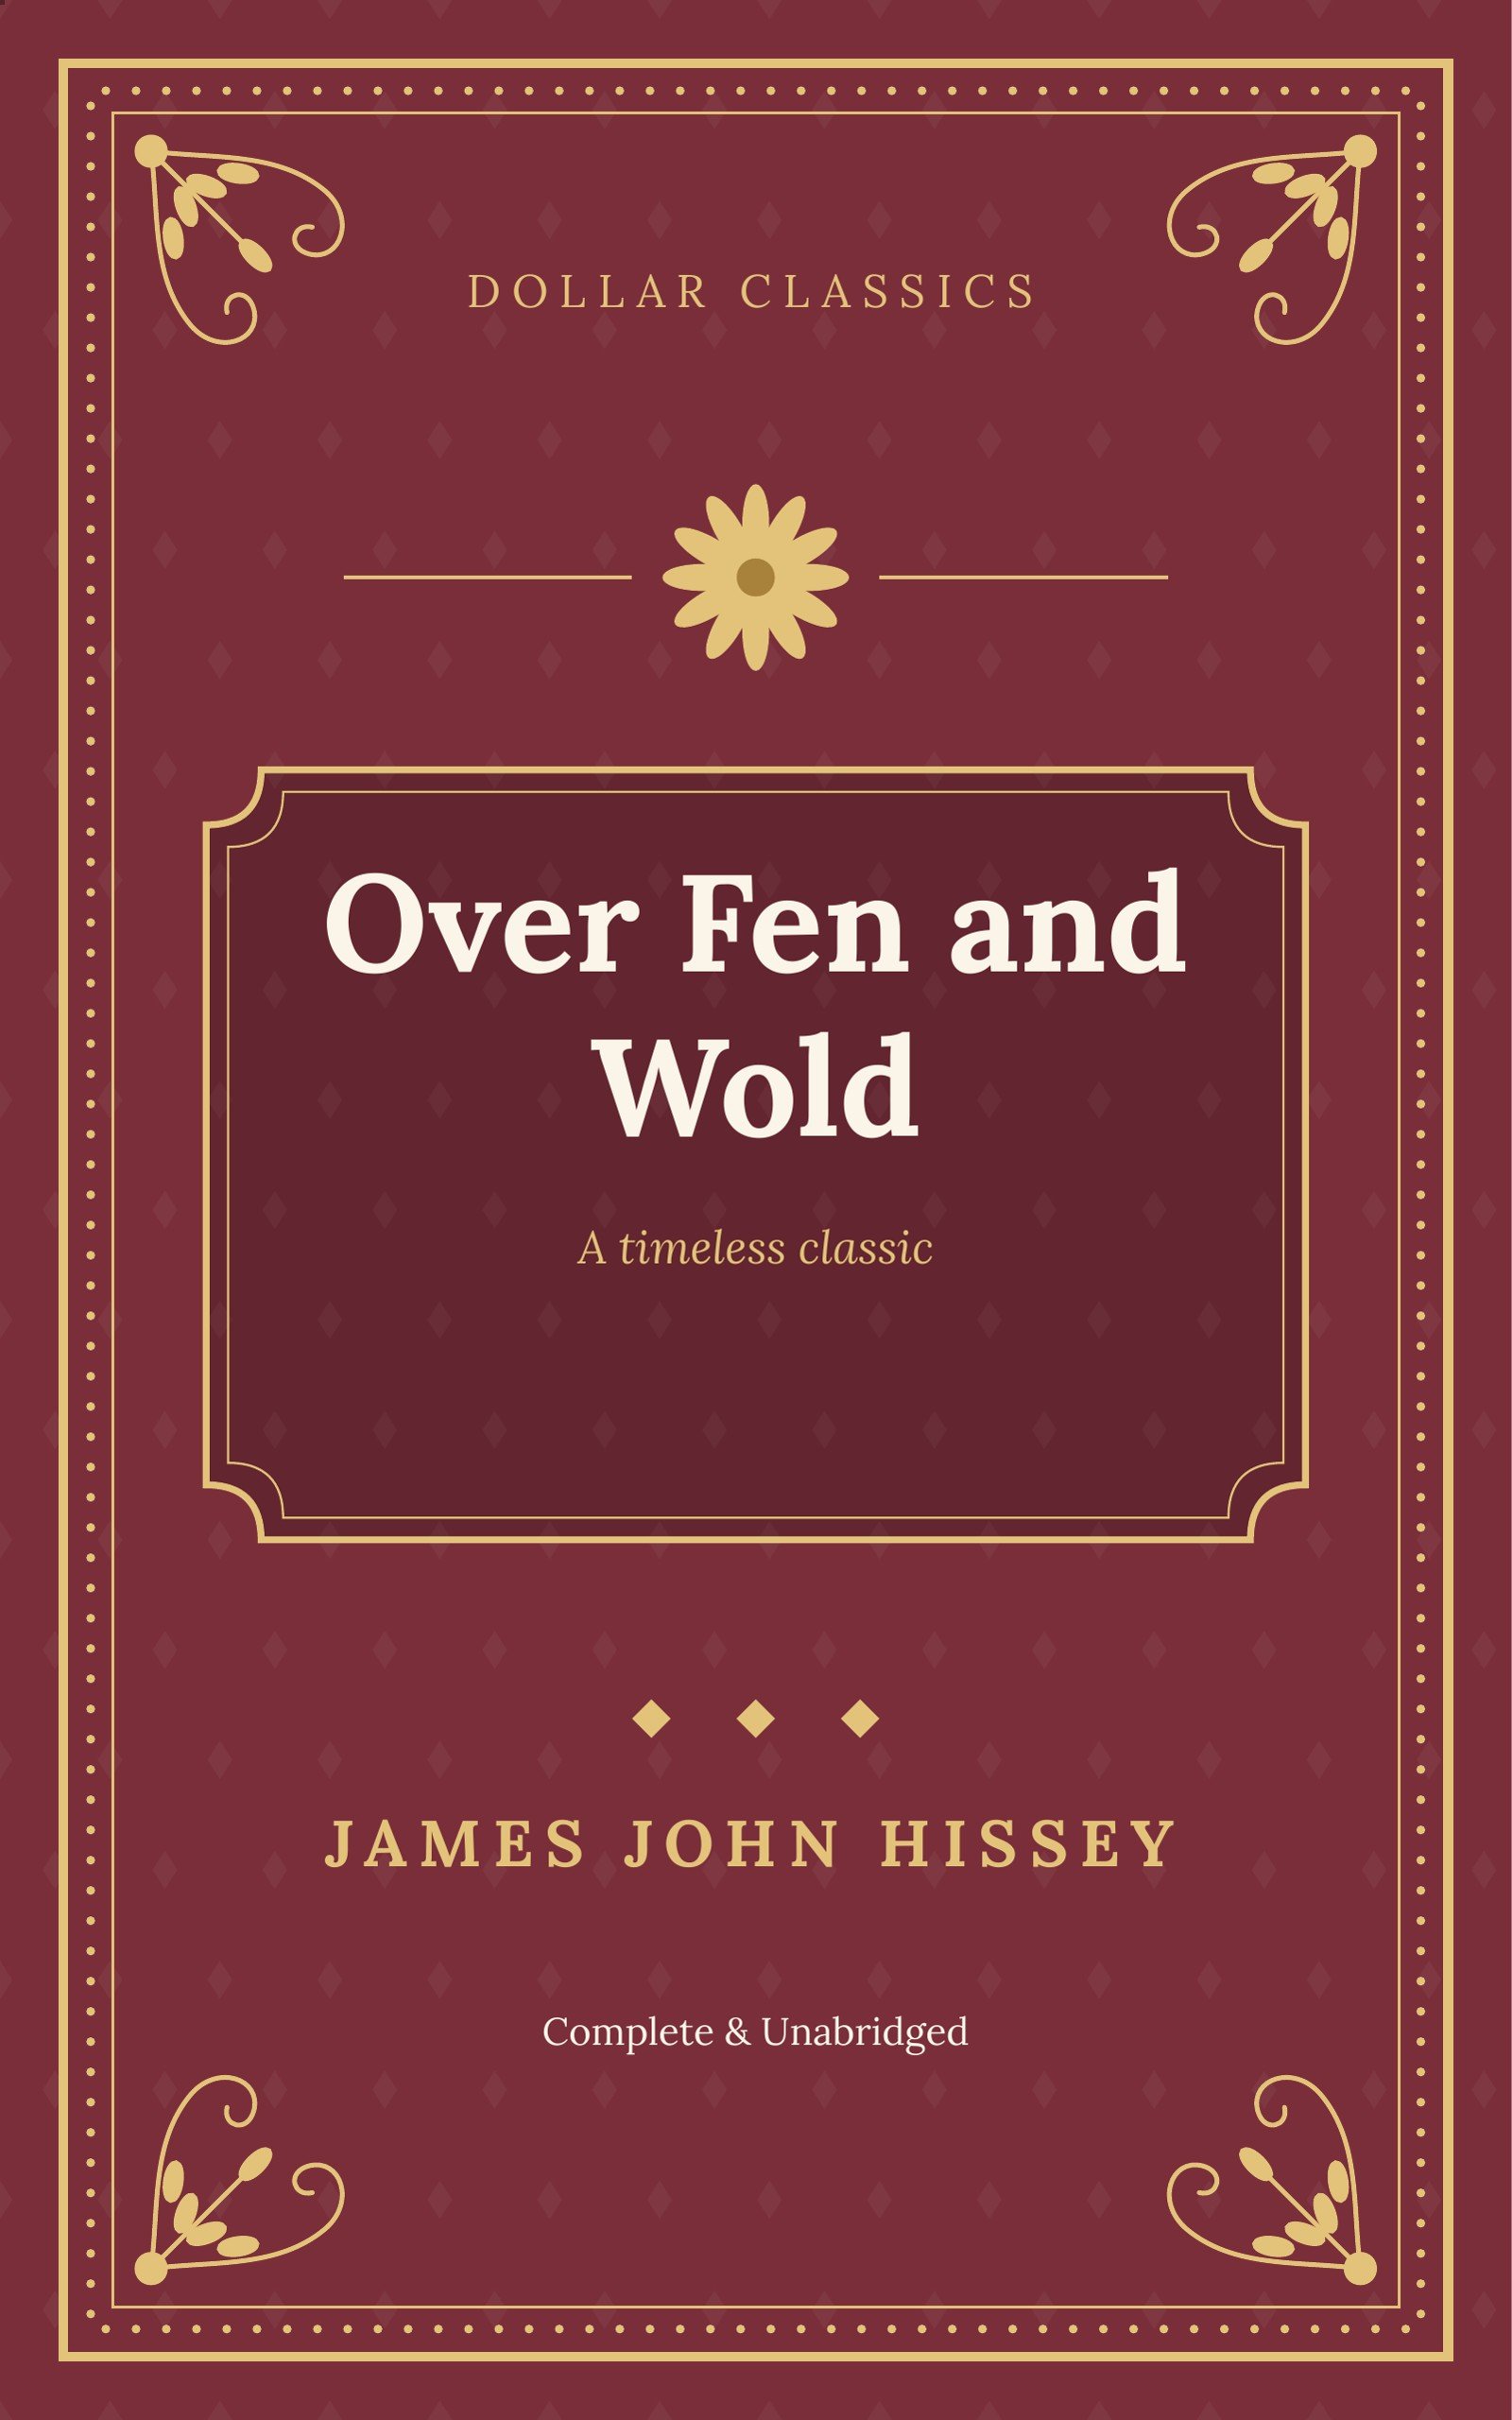 DOLLAR CLASSICS
Over Fen and
Wold
A timeless classic
JAMES JOHN HISSEY
Complete & Unabridged